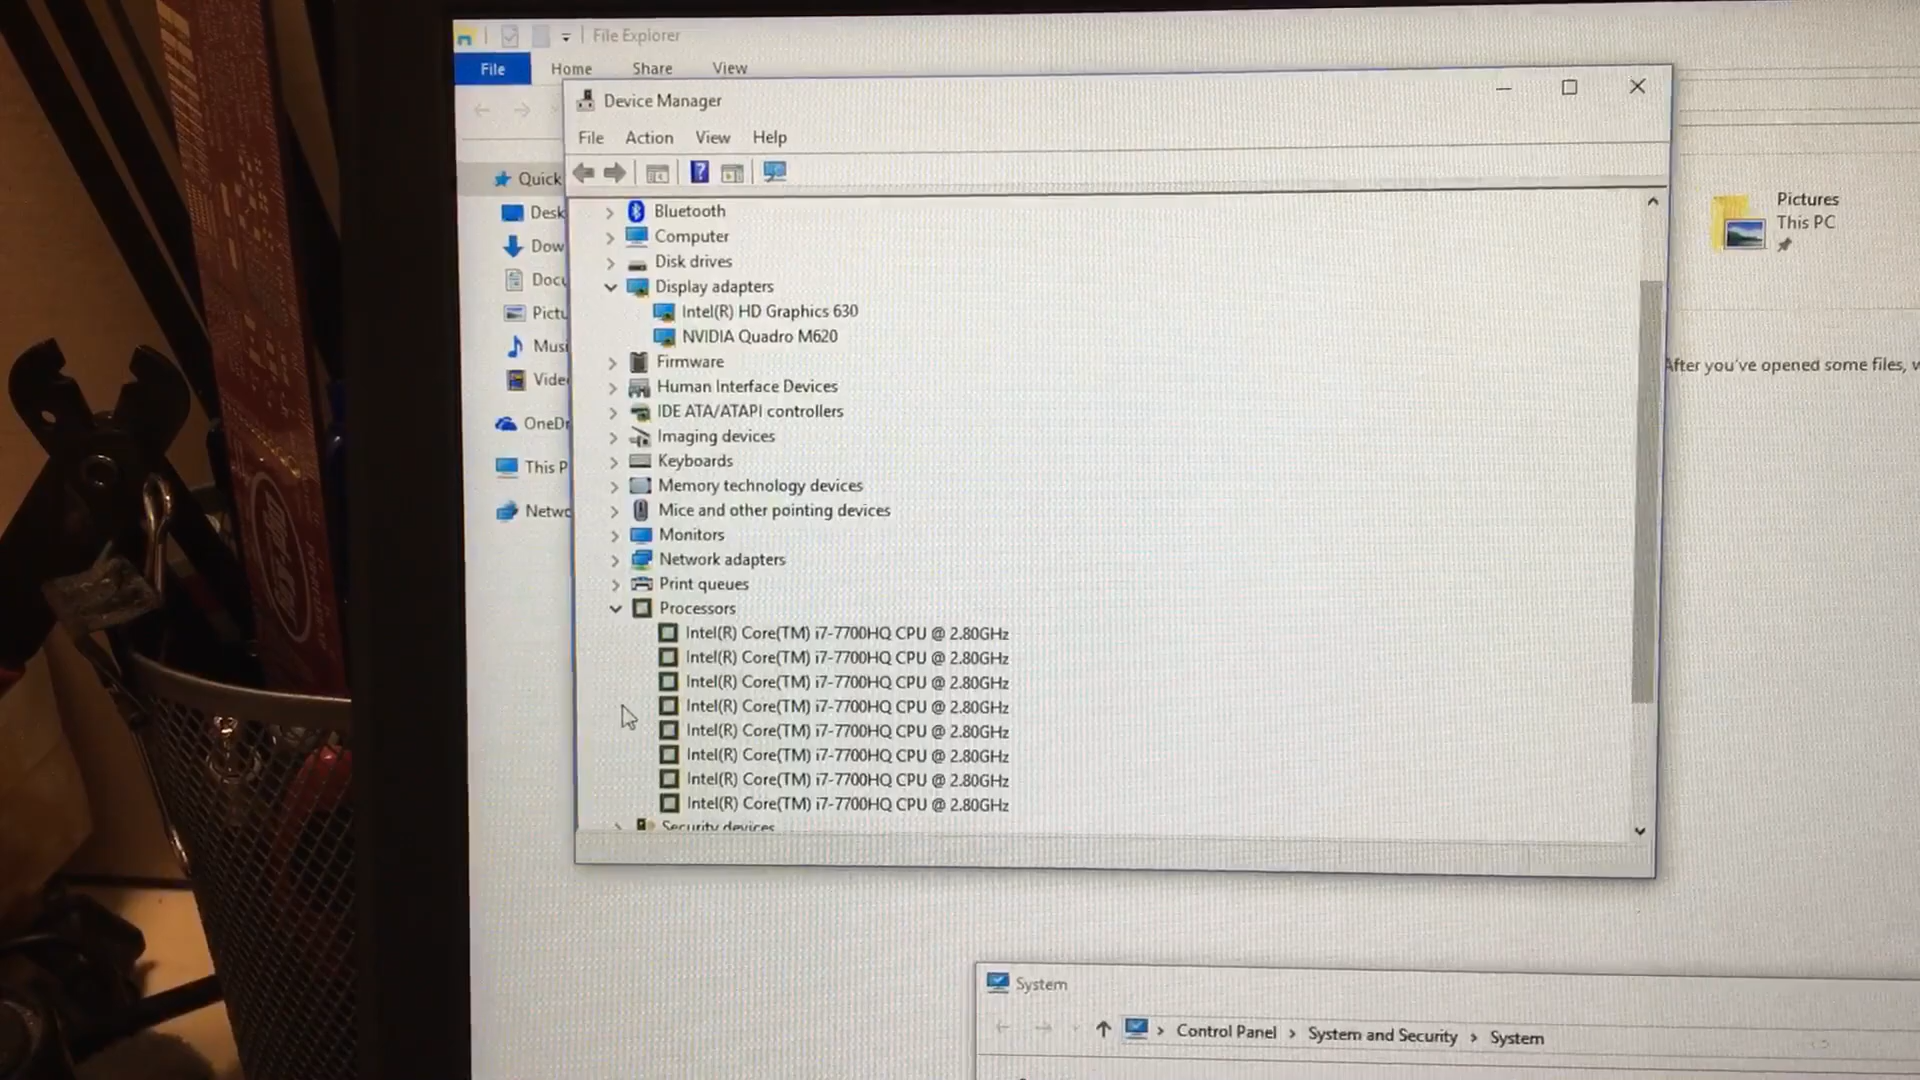 File Explorer
File Home Share View
Device Manager
File Action View Help
Quick
Desk
Dow
Docu
Pictu
Musi
Vide
OneDr
This P
Netwo
Bluetooth
Computer
Disk drives
Display adapters
Intel(R) HD Graphics 630
NVIDIA Quadro M620
Firmware
Human Interface Devices
IDE ATA/ATAPI controllers
Imaging devices
Keyboards
Memory technology devices
Mice and other pointing devices
Monitors
Network adapters
Print queues
Processors
Intel(R) Core(TM) i7-7700HQ CPU @ 2.80GHz
Intel(R) Core(TM) i7-7700HQ CPU @ 2.80GHz
Intel(R) Core(TM) i7-7700HQ CPU @ 2.80GHz
Intel(R) Core(TM) i7-7700HQ CPU @ 2.80GHz
Intel(R) Core(TM) i7-7700HQ CPU @ 2.80GHz
Intel(R) Core(TM) i7-7700HQ CPU @ 2.80GHz
Intel(R) Core(TM) i7-7700HQ CPU @ 2.80GHz
Intel(R) Core(TM) i7-7700HQ CPU @ 2.80GHz
Security devices
Pictures
This PC
After you've opened some files, w
System
Control Panel > System and Security > System